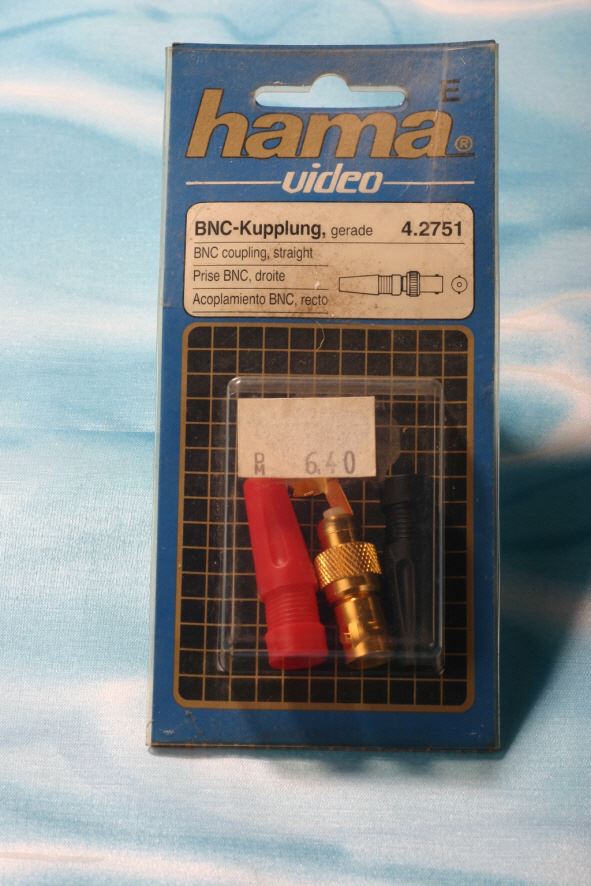 E
hama®
video
BNC-Kupplung, gerade 4.2751
BNC coupling, straight
Prise BNC, droite
Acoplamiento BNC, recto
DM 6.40